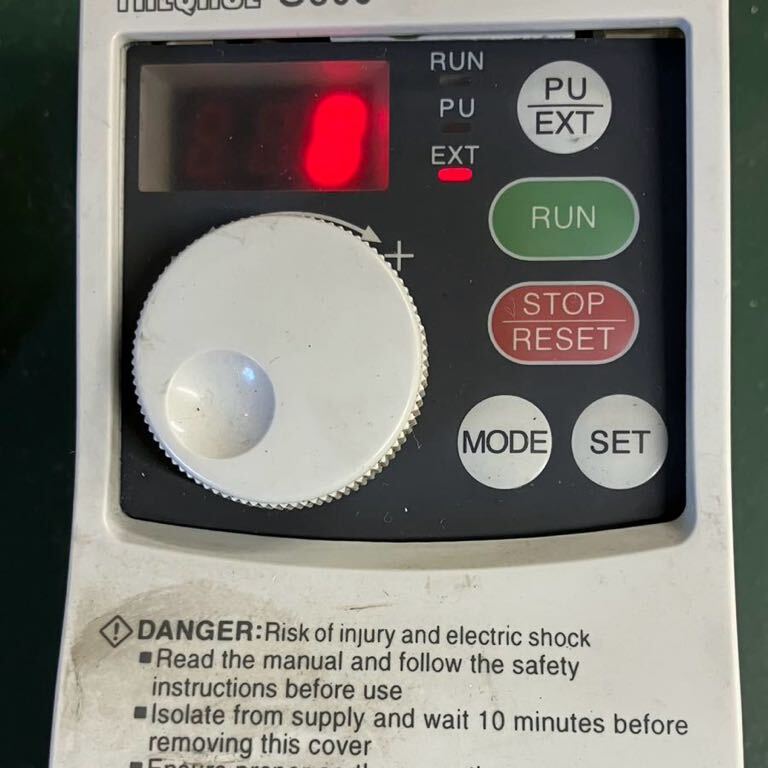 RUN
PU
EXT
PU
EXT
RUN
+
STOP
RESET
MODE
SET
DANGER:Risk of injury and electric shock
▪Read the manual and follow the safety
instructions before use
▪Isolate from supply and wait 10 minutes before
removing this cover